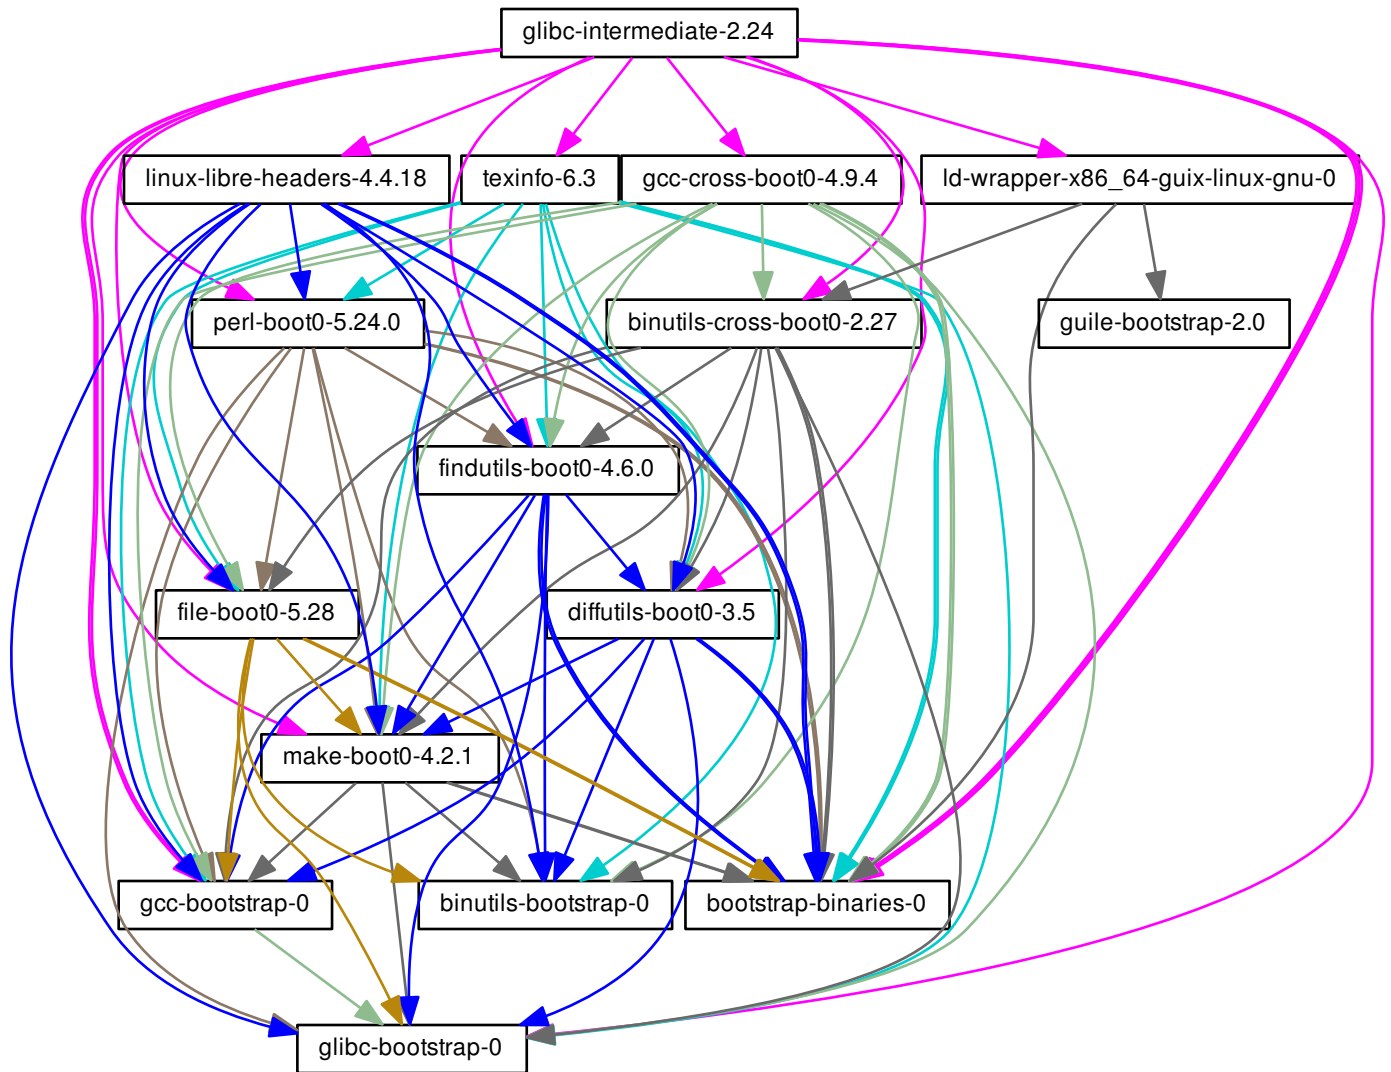 glibc-intermediate-2.24
linux-libre-headers-4.4.18
texinfo-6.3
gcc-cross-boot0-4.9.4
ld-wrapper-x86_64-guix-linux-gnu-0
perl-boot0-5.24.0
binutils-cross-boot0-2.27
guile-bootstrap-2.0
findutils-boot0-4.6.0
file-boot0-5.28
diffutils-boot0-3.5
make-boot0-4.2.1
gcc-bootstrap-0
binutils-bootstrap-0
bootstrap-binaries-0
glibc-bootstrap-0